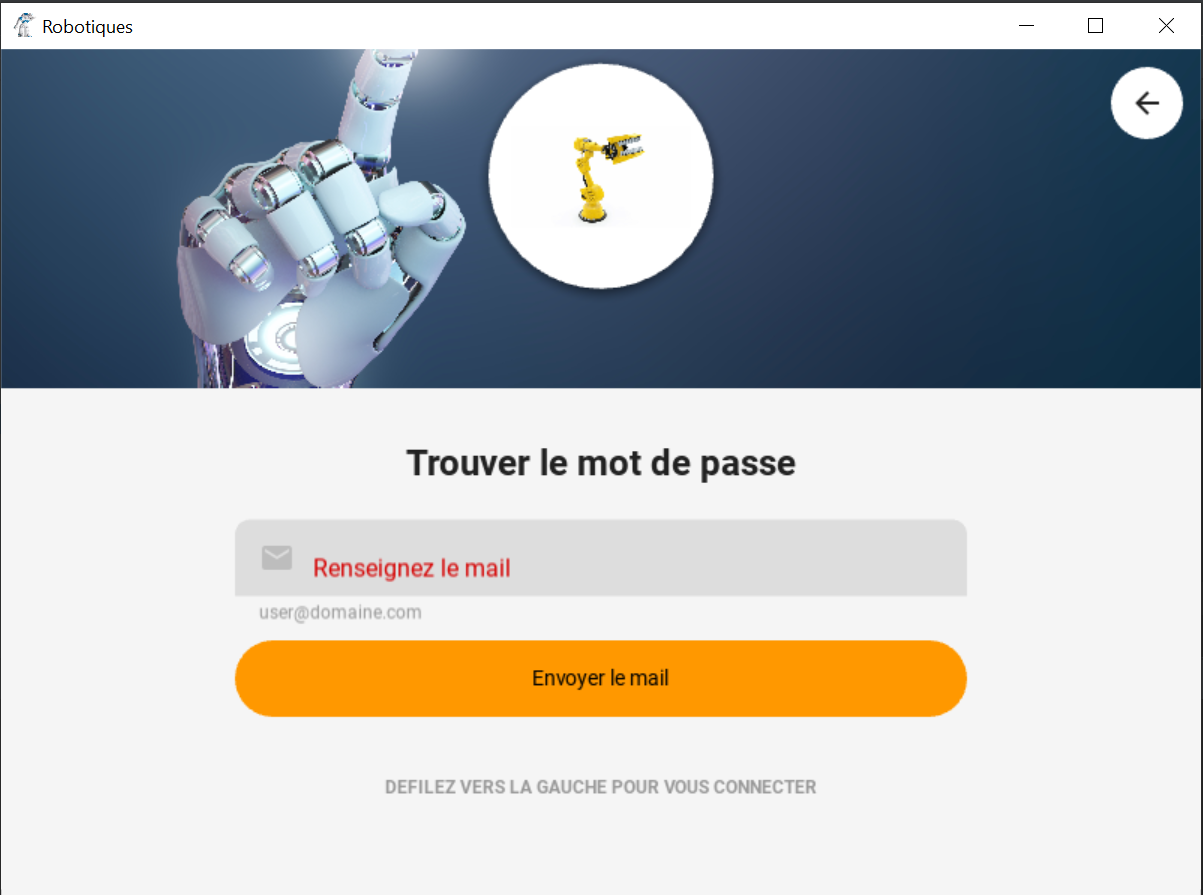 Robotiques
Trouver le mot de passe
Renseignez le mail
user@domaine.com
Envoyer le mail
DEFILEZ VERS LA GAUCHE POUR VOUS CONNECTER